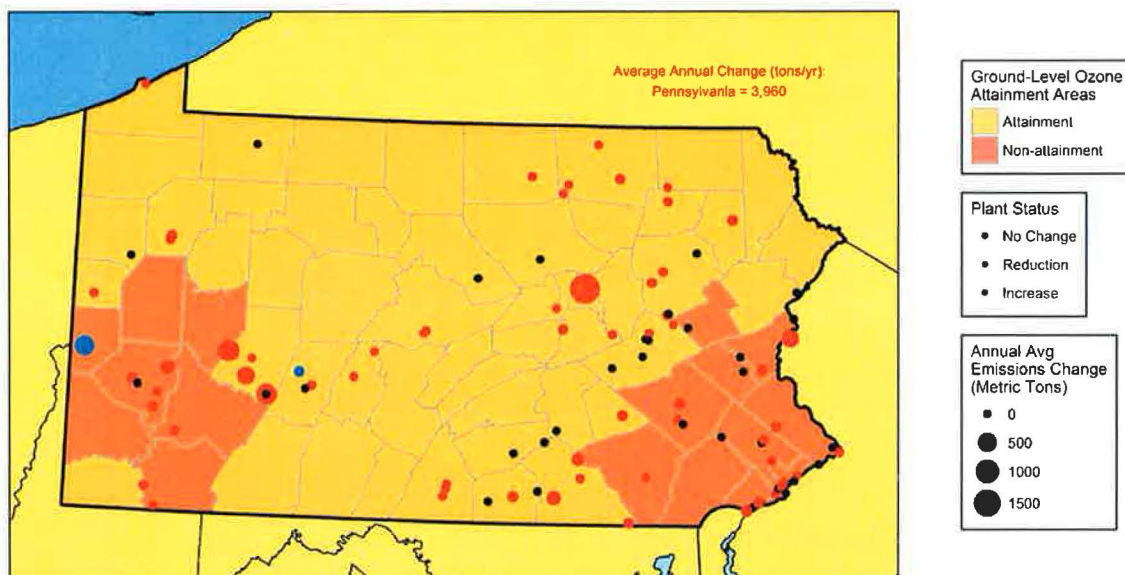 Average Annual Change (tons/yr):
Pennsylvania = 3,960
Ground-Level Ozone
Attainment Areas
Attainment
Non-attainment
Plant Status
No Change
Reduction
Increase
Annual Avg
Emissions Change
(Metric Tons)
0
500
1000
1500